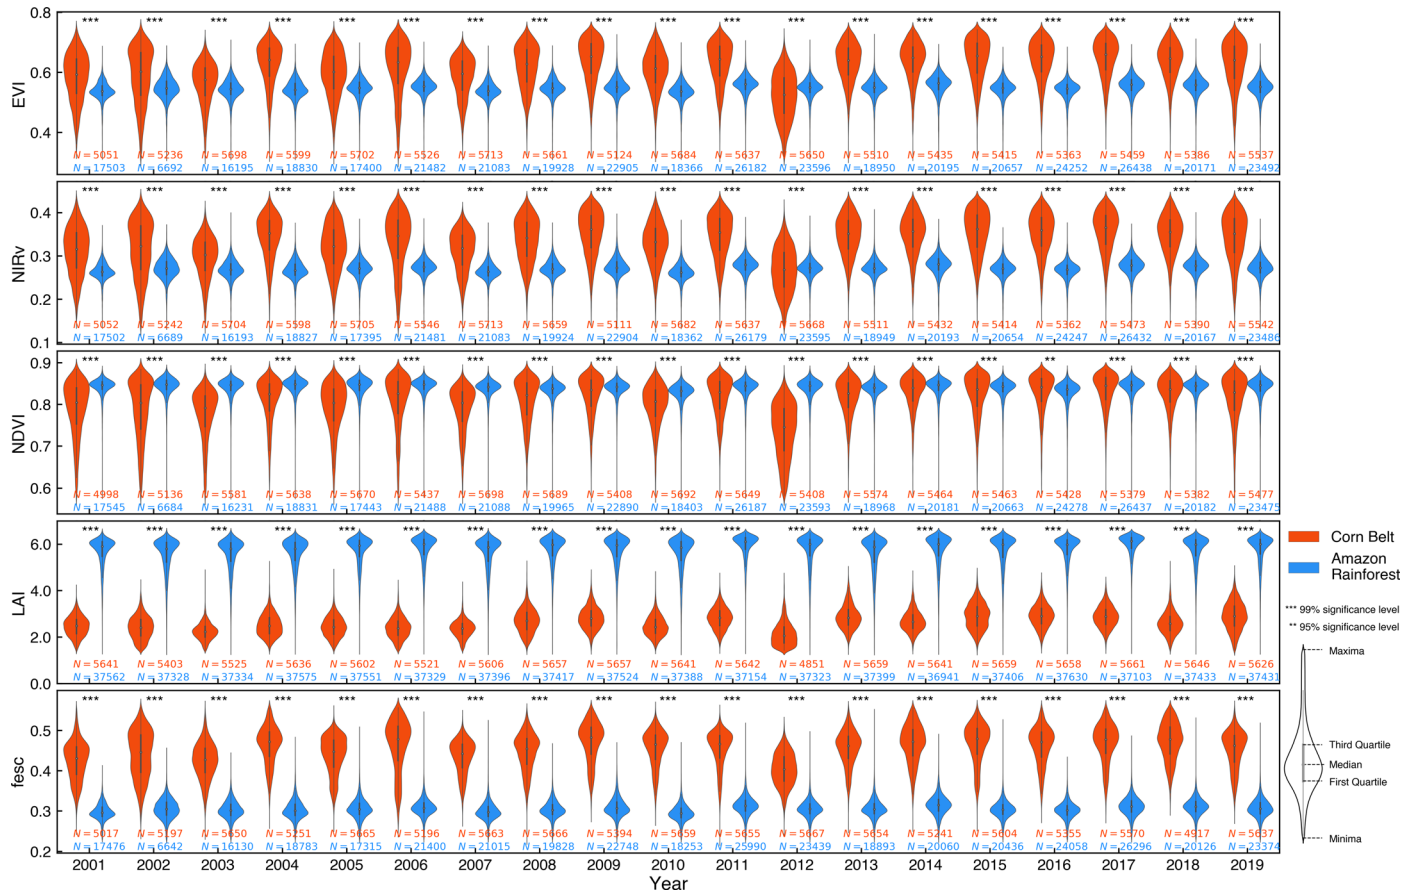 0.8
0.6
0.4
EVI
*** *** *** *** *** *** *** *** *** *** *** *** *** *** *** *** *** *** ***
N = 5051 N = 5236 N = 5698 N = 5599 N = 5702 N = 5526 N = 5713 N = 5661 N = 5124 N = 5684 N = 5637 N = 5650 N = 5510 N = 5435 N = 5415 N = 5363 N = 5459 N = 5386 N = 5537
N = 17503 N = 6692 N = 16195 N = 18830 N = 17400 N = 21482 N = 21083 N = 19928 N = 22905 N = 18366 N = 26182 N = 23596 N = 18950 N = 20195 N = 20657 N = 24252 N = 26438 N = 20171 N = 23492
0.4
0.3
0.2
0.1
NIRv
*** *** *** *** *** *** *** *** *** *** *** *** *** *** *** *** *** *** ***
N = 5052 N = 5242 N = 5704 N = 5598 N = 5705 N = 5546 N = 5713 N = 5659 N = 5111 N = 5682 N = 5637 N = 5668 N = 5511 N = 5432 N = 5414 N = 5362 N = 5473 N = 5390 N = 5542
N = 17502 N = 6689 N = 16193 N = 18827 N = 17395 N = 21481 N = 21083 N = 19924 N = 22904 N = 18362 N = 26179 N = 23595 N = 18949 N = 20193 N = 20654 N = 24247 N = 26432 N = 20167 N = 23486
0.9
0.8
0.7
0.6
NDVI
*** *** *** *** *** *** *** *** *** *** *** *** *** *** *** ** *** *** ***
N = 4998 N = 5136 N = 5581 N = 5638 N = 5670 N = 5437 N = 5698 N = 5689 N = 5408 N = 5692 N = 5649 N = 5408 N = 5574 N = 5464 N = 5463 N = 5428 N = 5379 N = 5382 N = 5477
N = 17545 N = 6684 N = 16231 N = 18831 N = 17443 N = 21488 N = 21088 N = 19965 N = 22890 N = 18403 N = 26187 N = 23593 N = 18968 N = 20181 N = 20663 N = 24278 N = 26437 N = 20182 N = 23475
6.0
4.0
2.0
0.0
LAI
*** *** *** *** *** *** *** *** *** *** *** *** *** *** *** *** *** *** ***
N = 5641 N = 5403 N = 5525 N = 5636 N = 5602 N = 5521 N = 5606 N = 5657 N = 5657 N = 5641 N = 5642 N = 4851 N = 5659 N = 5641 N = 5659 N = 5658 N = 5661 N = 5646 N = 5626
N = 37562 N = 37328 N = 37334 N = 37575 N = 37551 N = 37329 N = 37396 N = 37417 N = 37524 N = 37388 N = 37154 N = 37323 N = 37399 N = 36941 N = 37406 N = 37630 N = 37103 N = 37433 N = 37431
0.5
0.4
0.3
0.2
fesc
*** *** *** *** *** *** *** *** *** *** *** *** *** *** *** *** *** *** ***
N = 5017 N = 5197 N = 5650 N = 5251 N = 5665 N = 5196 N = 5663 N = 5666 N = 5394 N = 5659 N = 5655 N = 5667 N = 5654 N = 5241 N = 5604 N = 5355 N = 5570 N = 4917 N = 5637
N = 17476 N = 6642 N = 16130 N = 18783 N = 17315 N = 21400 N = 21015 N = 19828 N = 22748 N = 18253 N = 25990 N = 23439 N = 18893 N = 20060 N = 20436 N = 24058 N = 26296 N = 20126 N = 23374
2001 2002 2003 2004 2005 2006 2007 2008 2009 2010 2011 2012 2013 2014 2015 2016 2017 2018 2019
Year
Corn Belt
Amazon
Rainforest
*** 99% significance level
** 95% significance level
Maxima
Third Quartile
Median
First Quartile
Minima